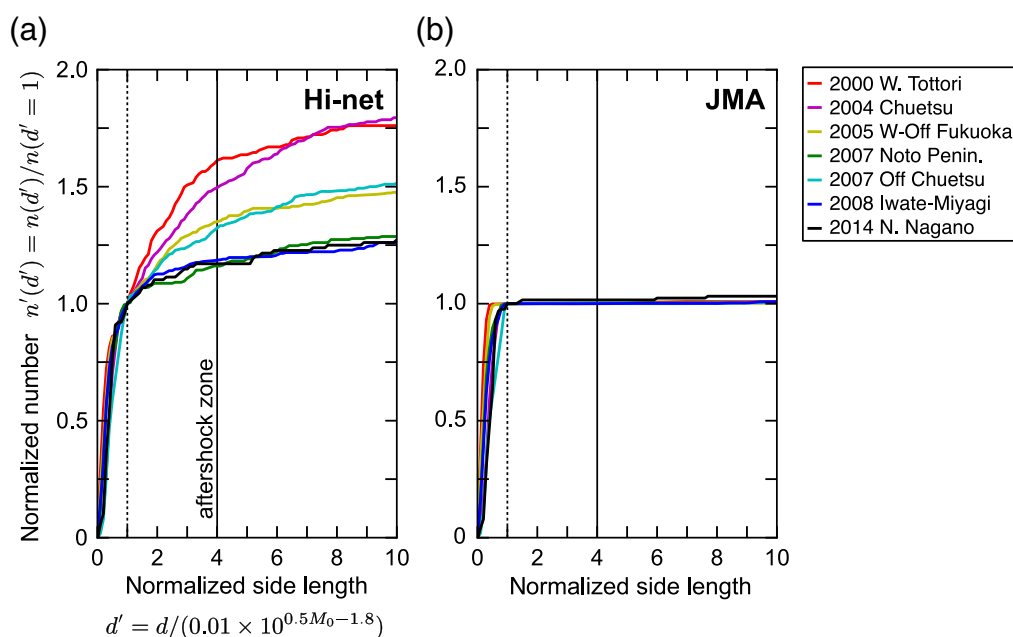 (a)
(b)
Hi-net
JMA
2.0
1.5
1.0
0.5
0
2.0
1.5
1.0
0.5
0
Normalized number n′(d′) = n(d′)/n(d′ = 1)
aftershock zone
0 2 4 6 8 10
0 2 4 6 8 10
Normalized side length
Normalized side length
d′ = d/(0.01 × 10^{0.5M_0−1.8})
2000 W. Tottori
2004 Chuetsu
2005 W-Off Fukuoka
2007 Noto Penin.
2007 Off Chuetsu
2008 Iwate-Miyagi
2014 N. Nagano